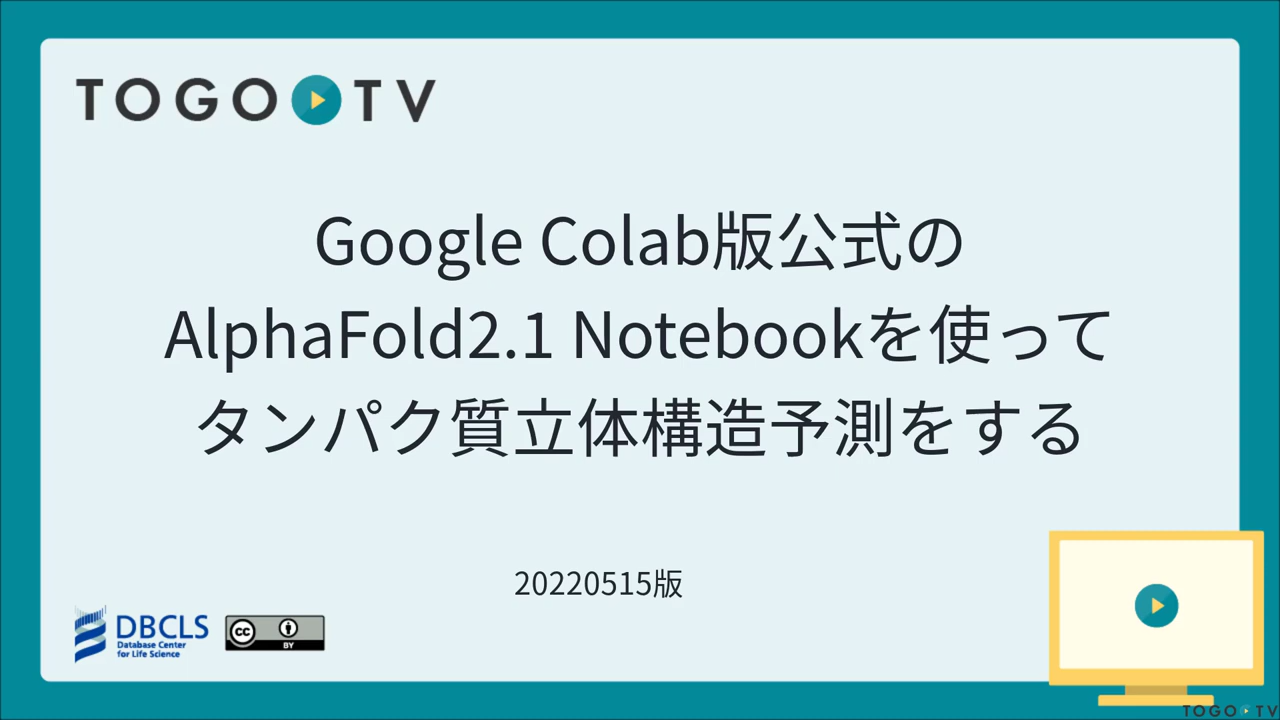 TOGO TV
Google Colab版公式の
AlphaFold2.1 Notebookを使って
タンパク質立体構造予測をする
20220515版
DBCLS
Database Center
for Life Science
cc
BY
TOGO TV